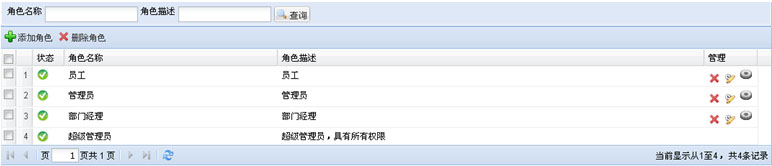 角色名称 角色描述 查询
添加角色 删除角色
状态 角色名称 角色描述 管理
1 员工 员工
2 管理员 管理员
3 部门经理 部门经理
4 超级管理员 超级管理员，具有所有权限
页 1 页共 1 页 当前显示从1至4，共4条记录